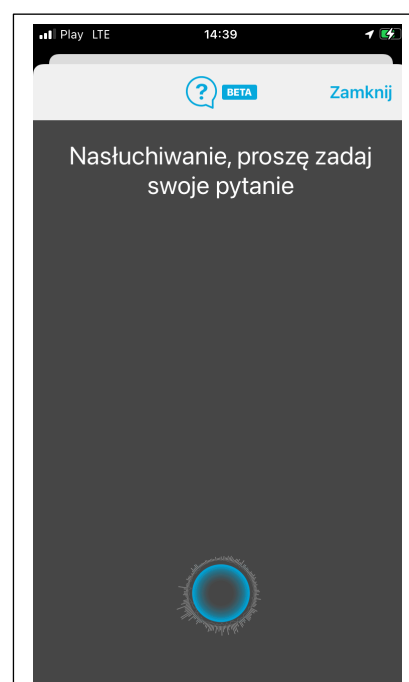 Play LTE 14:39
? BETA Zamknij
Nasłuchiwanie, proszę zadaj
swoje pytanie